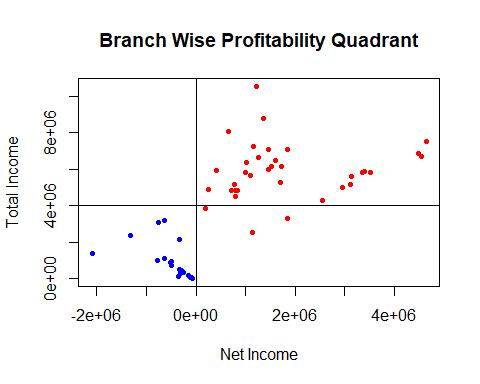 Branch Wise Profitability Quadrant
Total Income
8e+06
4e+06
0e+00
-2e+06 0e+00 2e+06 4e+06
Net Income